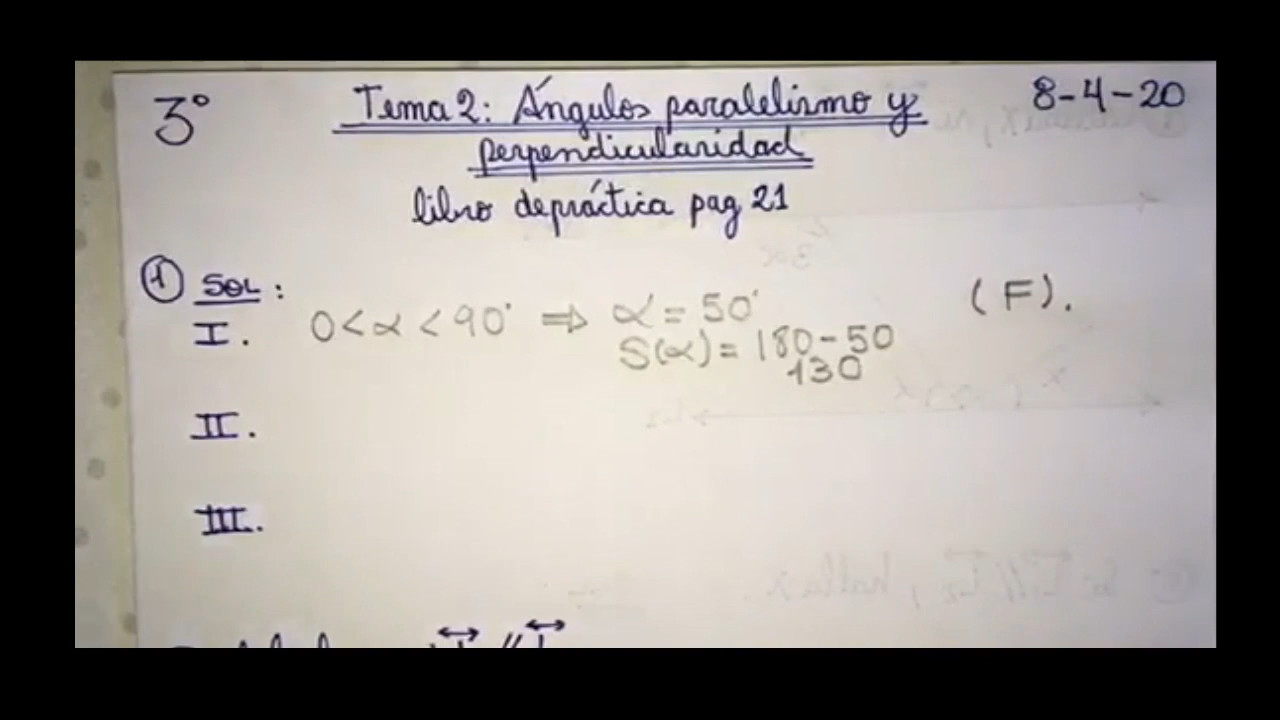 3° Tema 2: Ángulos paralelismo y 8-4-20
perpendicularidad
libro de práctica pag 21
① SOL:
I. 0 < α < 90° ⇒ α = 50° (F).
S(α) = 180 - 50
130
II.
III.